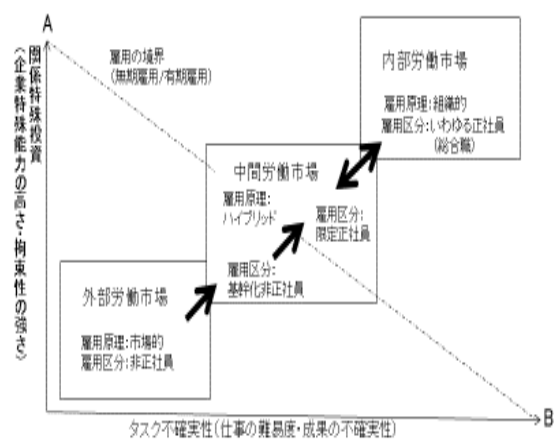 A
雇用の境界
(無期雇用/有期雇用)
内部労働市場
雇用原理:組織的
雇用区分:いわゆる正社員
(総合職)
関係特殊投資
(企業特殊能力の高さ・拘束性の強さ)
中間労働市場
雇用原理:
ハイブリッド
雇用区分:
限定正社員
雇用区分:
基幹化非正社員
外部労働市場
雇用原理:市場的
雇用区分:非正社員
B
タスク不確実性(仕事の難易度・成果の不確実性)